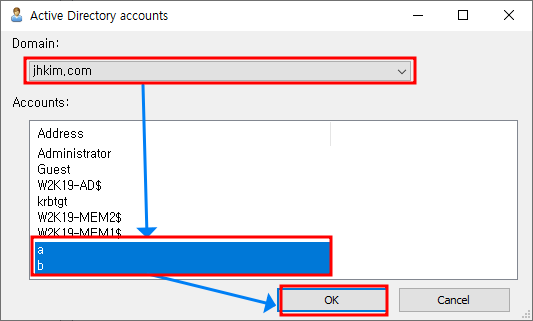 Active Directory accounts
Domain:
jhkim.com
Accounts:
Address
Administrator
Guest
W2K19-AD$
krbtgt
W2K19-MEM2$
W2K19-MEM1$
a
b
OK
Cancel